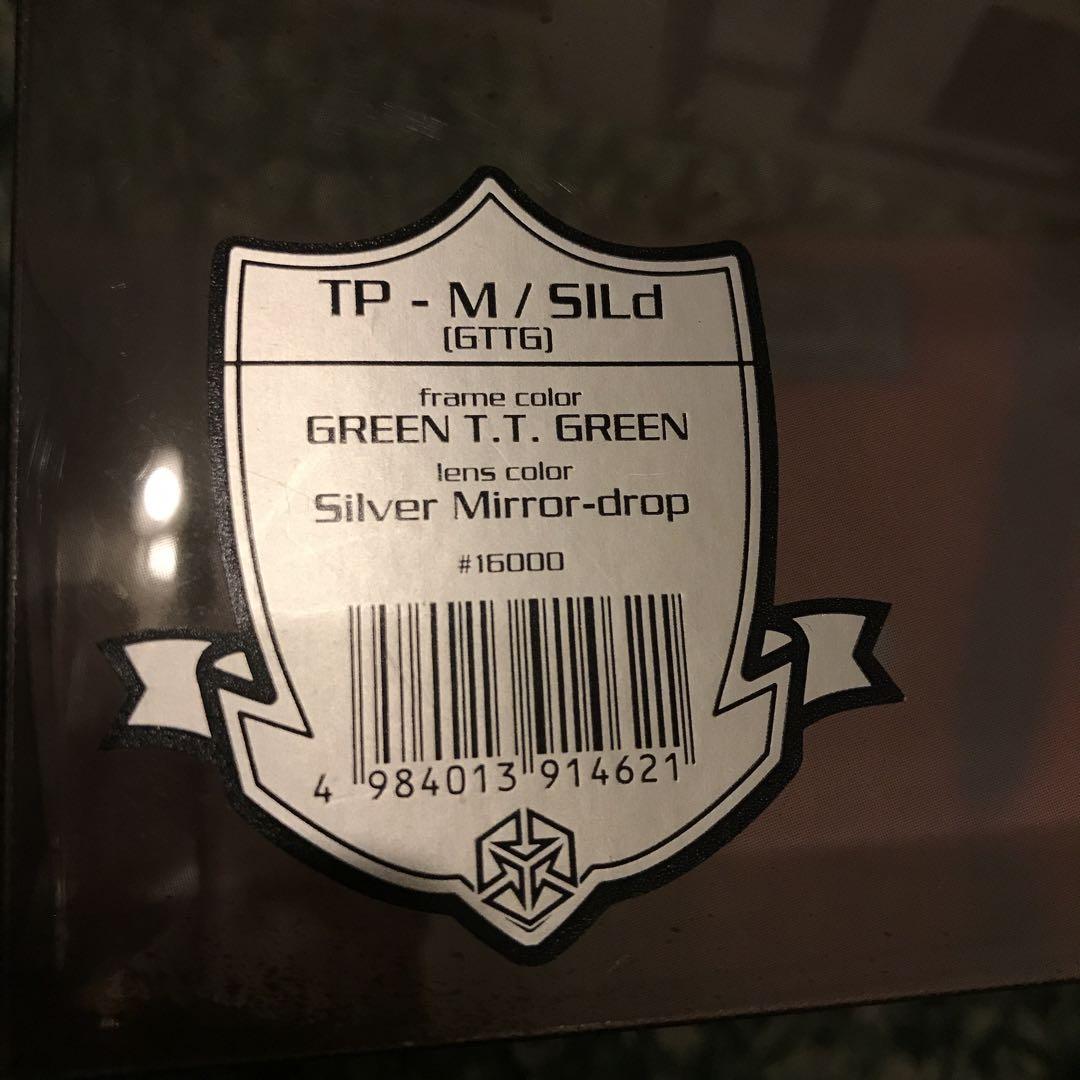 TP - M / SILd
(GTTG)
frame color
GREEN T.T. GREEN
lens color
Silver Mirror-drop
#16000
4 984013 914621